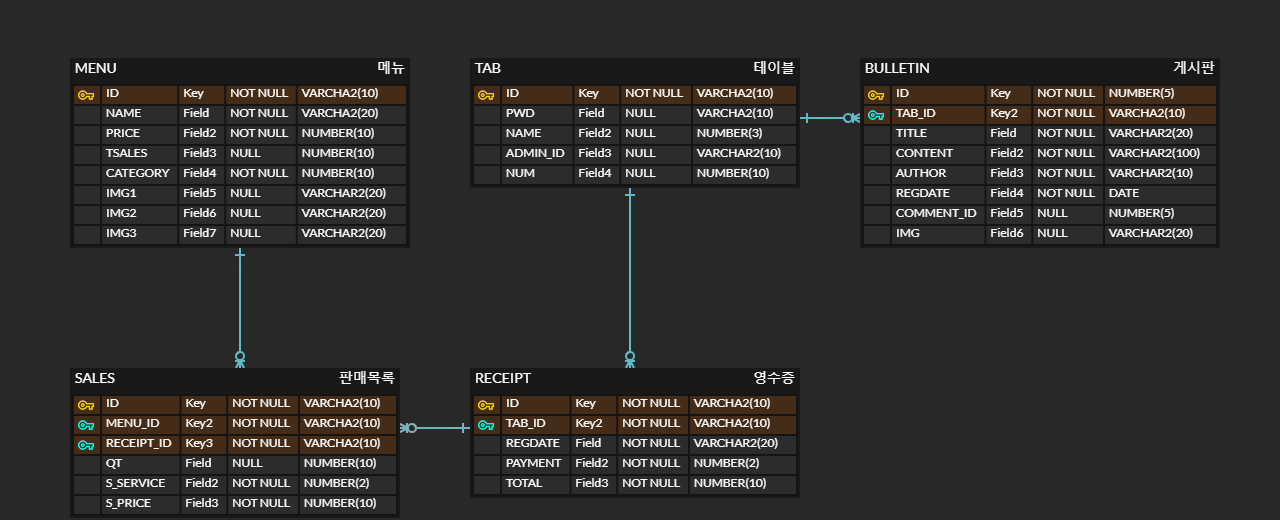 MENU 메뉴
ID Key NOT NULL VARCHA2(10)
NAME Field NOT NULL VARCHA2(20)
PRICE Field2 NOT NULL NUMBER(10)
TSALES Field3 NULL NUMBER(10)
CATEGORY Field4 NOT NULL NUMBER(10)
IMG1 Field5 NULL VARCHAR2(20)
IMG2 Field6 NULL VARCHAR2(20)
IMG3 Field7 NULL VARCHAR2(20)
TAB 테이블
ID Key NOT NULL VARCHA2(10)
PWD Field NULL VARCHA2(10)
NAME Field2 NULL NUMBER(3)
ADMIN_ID Field3 NULL VARCHAR2(10)
NUM Field4 NULL NUMBER(10)
BULLETIN 게시판
ID Key NOT NULL NUMBER(5)
TAB_ID Key2 NOT NULL VARCHA2(10)
TITLE Field NOT NULL VARCHAR2(20)
CONTENT Field2 NOT NULL VARCHAR2(100)
AUTHOR Field3 NOT NULL VARCHAR2(10)
REGDATE Field4 NOT NULL DATE
COMMENT_ID Field5 NULL NUMBER(5)
IMG Field6 NULL VARCHAR2(20)
SALES 판매목록
ID Key NOT NULL VARCHA2(10)
MENU_ID Key2 NOT NULL VARCHA2(10)
RECEIPT_ID Key3 NOT NULL VARCHA2(10)
QT Field NULL NUMBER(10)
S_SERVICE Field2 NOT NULL NUMBER(2)
S_PRICE Field3 NOT NULL NUMBER(10)
RECEIPT 영수증
ID Key NOT NULL VARCHA2(10)
TAB_ID Key2 NOT NULL VARCHA2(10)
REGDATE Field NOT NULL VARCHAR2(20)
PAYMENT Field2 NOT NULL NUMBER(2)
TOTAL Field3 NOT NULL NUMBER(10)